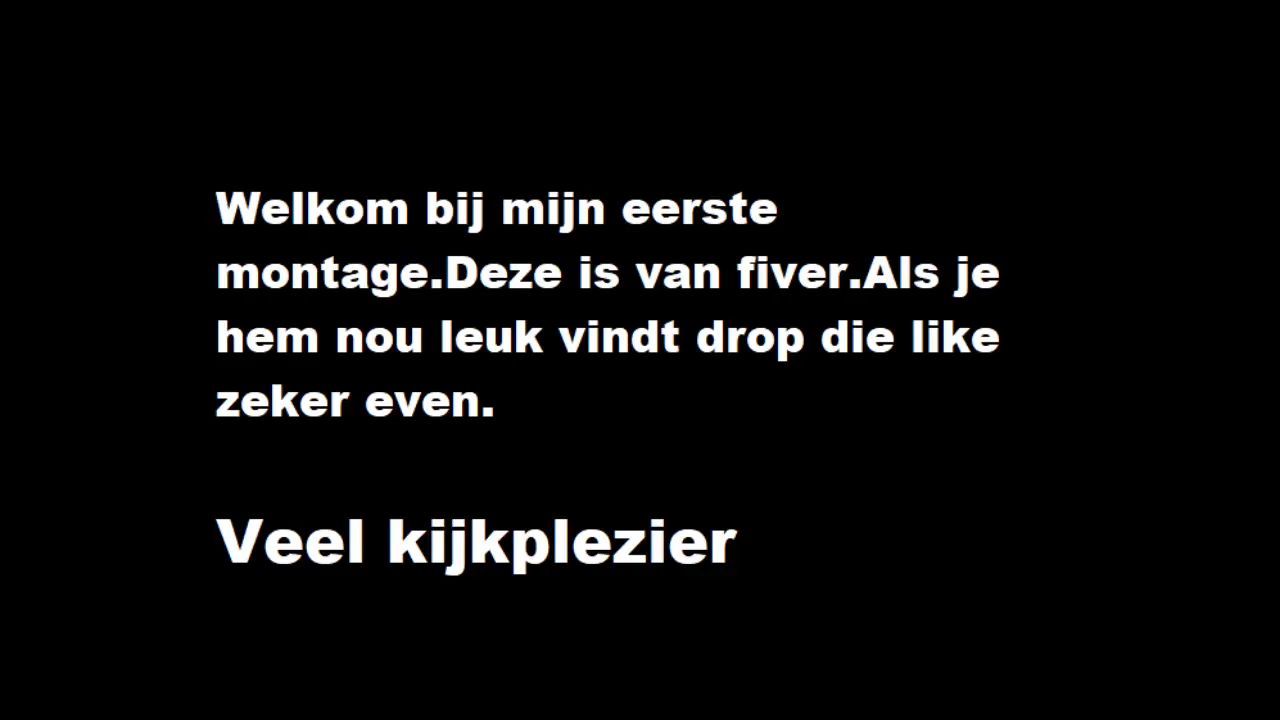 Welkom bij mijn eerste
montage.Deze is van fiver.Als je
hem nou leuk vindt drop die like
zeker even.
Veel kijkplezier